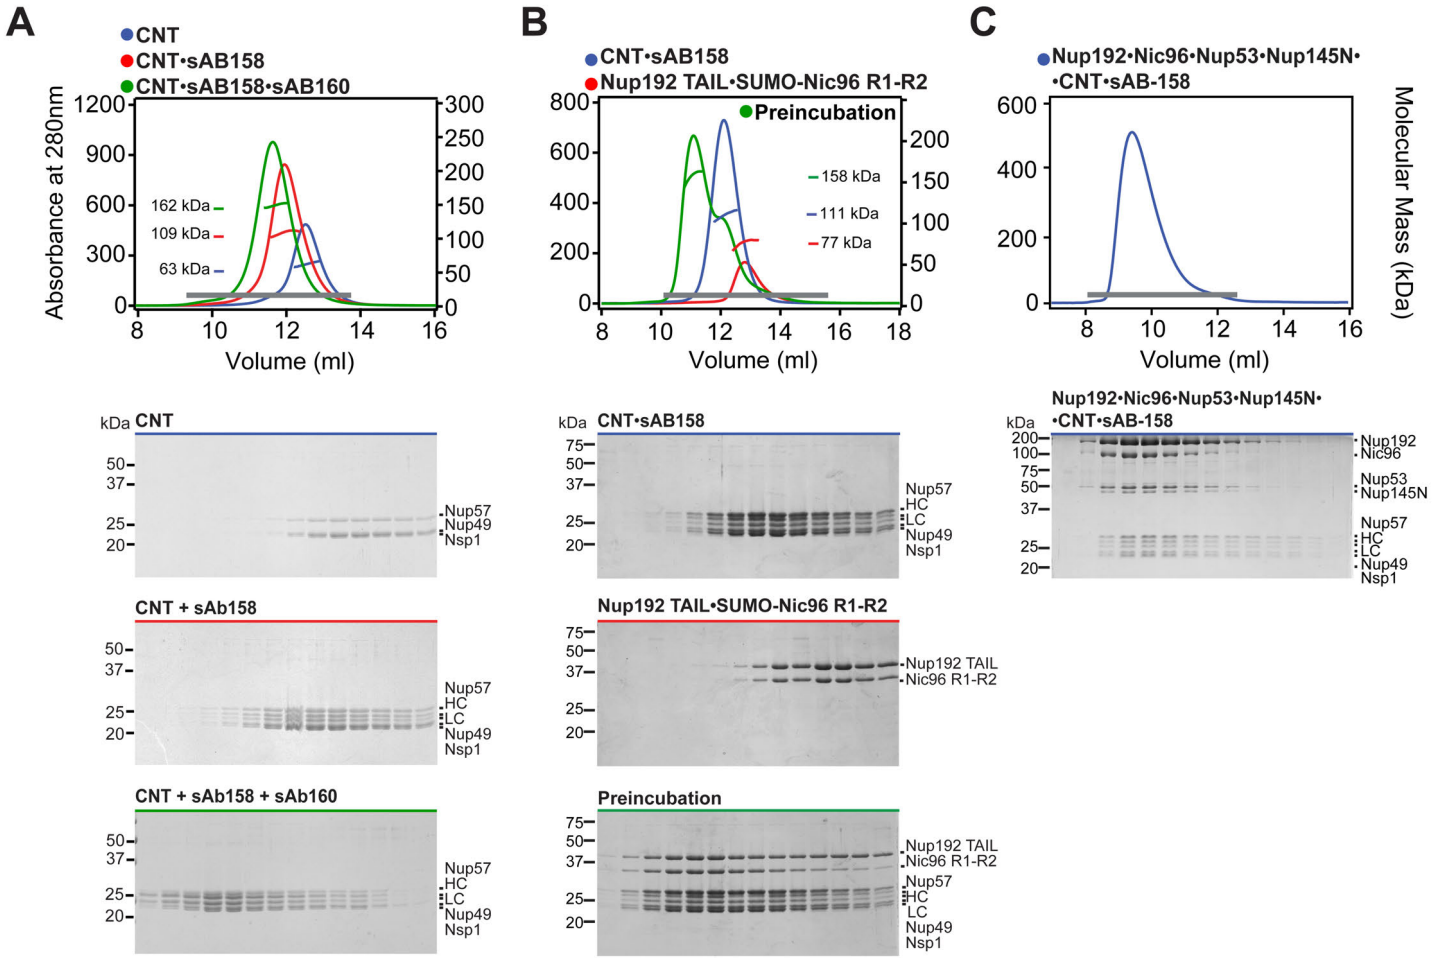 A
CNT
CNT•sAB158
CNT•sAB158•sAB160
Absorbance at 280nm
1200
900
600
300
0
300
250
200
150
100
50
0
162 kDa
109 kDa
63 kDa
8 10 12 14 16
Volume (ml)
kDa CNT
50
37
25
20
Nup57
Nup49
Nsp1
CNT + sAb158
50
37
25
20
Nup57
HC
LC
Nup49
Nsp1
CNT + sAb158 + sAb160
50
37
25
20
Nup57
HC
LC
Nup49
Nsp1
B
CNT•sAB158
Nup192 TAIL•SUMO-Nic96 R1-R2
Preincubation
800
600
400
200
0
200
150
100
50
0
158 kDa
111 kDa
77 kDa
8 10 12 14 16 18
Volume (ml)
kDa CNT•sAB158
75
50
37
25
20
Nup57
HC
LC
Nup49
Nsp1
Nup192 TAIL•SUMO-Nic96 R1-R2
75
50
37
25
20
Nup192 TAIL
Nic96 R1-R2
Preincubation
75
50
37
25
20
Nup192 TAIL
Nic96 R1-R2
Nup57
HC
LC
Nup49
Nsp1
C
Nup192•Nic96•Nup53•Nup145N•
•CNT•sAB-158
600
400
200
0
Molecular Mass (kDa)
8 10 12 14 16
Volume (ml)
Nup192•Nic96•Nup53•Nup145N•
•CNT•sAB-158
kDa
200
100
75
50
37
25
20
Nup192
Nic96
Nup53
Nup145N
Nup57
HC
LC
Nup49
Nsp1